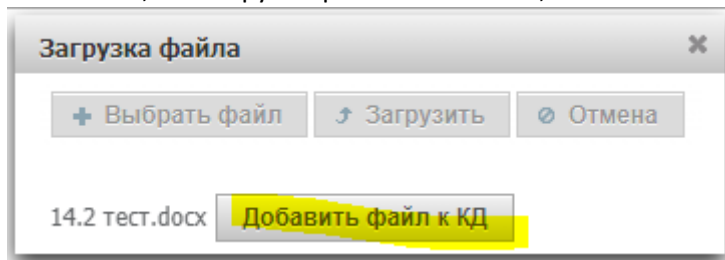 Загрузка файла
Выбрать файл Загрузить Отмена
14.2 тест.docx Добавить файл к КД